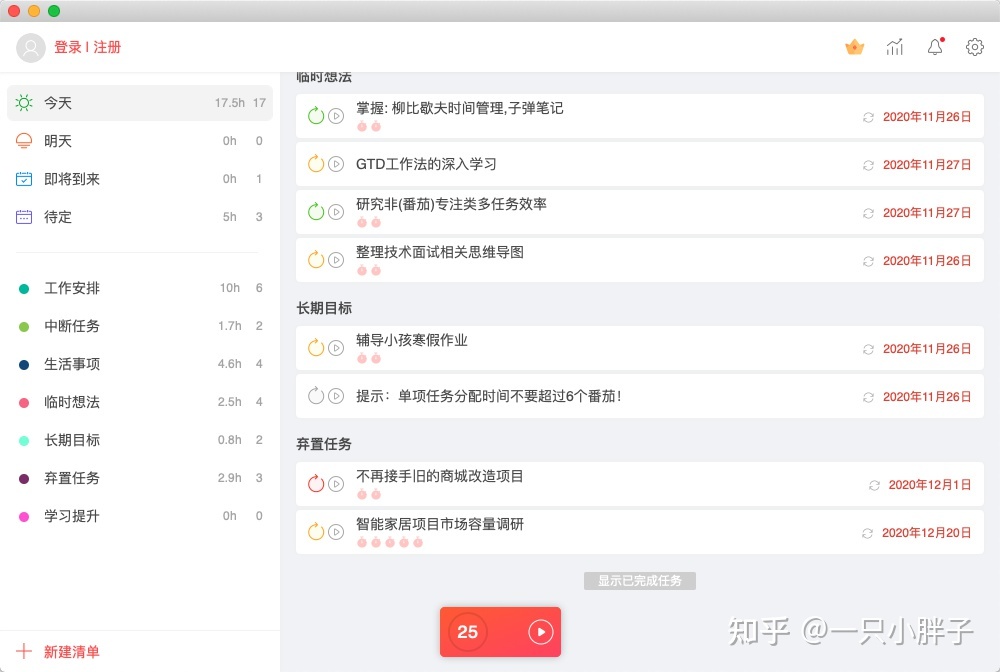 登录 | 注册
今天 17.5h 17
明天 0h 0
即将到来 0h 1
待定 5h 3
工作安排 10h 6
中断任务 1.7h 2
生活事项 4.6h 4
临时想法 2.5h 4
长期目标 0.8h 2
弃置任务 2.9h 3
学习提升 0h 0
新建清单
临时想法
掌握: 柳比歇夫时间管理,子弹笔记 2020年11月26日
GTD工作法的深入学习 2020年11月27日
研究非(番茄)专注类多任务效率 2020年11月27日
整理技术面试相关思维导图 2020年11月26日
长期目标
辅导小孩寒假作业 2020年11月26日
提示：单项任务分配时间不要超过6个番茄！ 2020年11月26日
弃置任务
不再接手旧的商城改造项目 2020年12月1日
智能家居项目市场容量调研 2020年12月20日
显示已完成任务
25
知乎 @一只小胖子